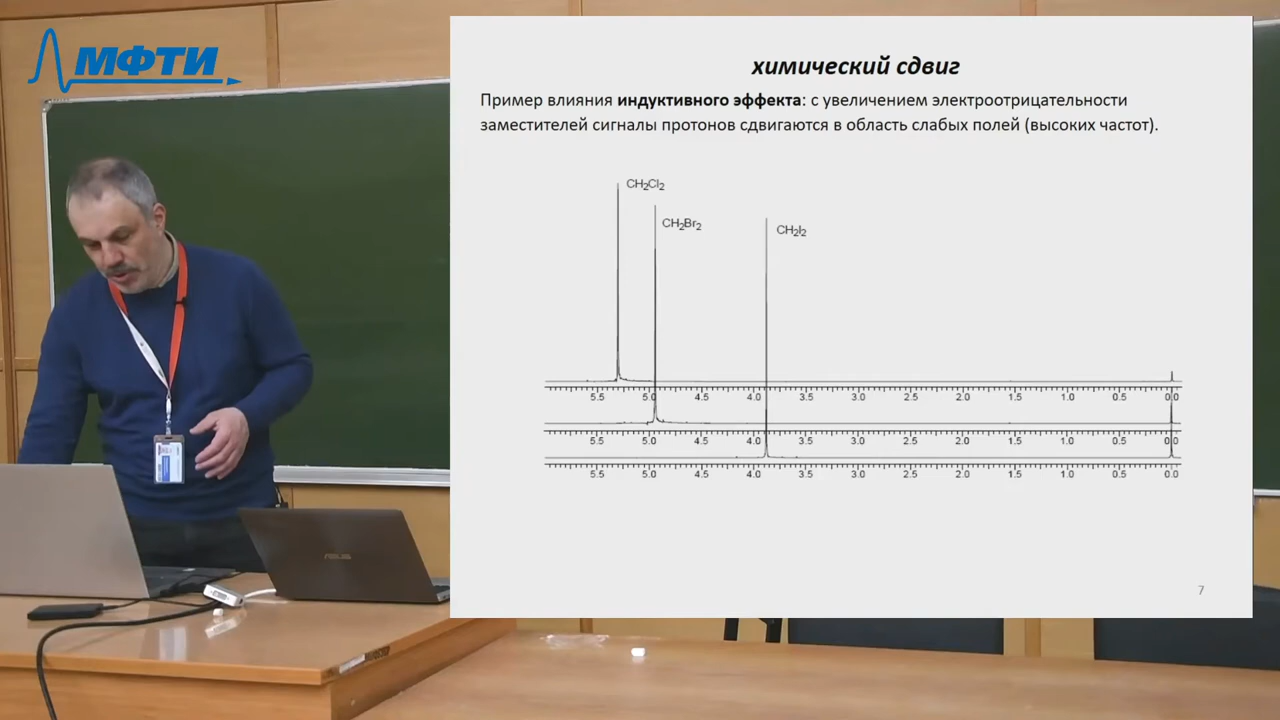 МФТИ
химический сдвиг
Пример влияния индуктивного эффекта: с увеличением электроотрицательности
заместителей сигналы протонов сдвигаются в область слабых полей (высоких частот).
CH2Cl2
CH2Br2
CH2I2
5.5 5.0 4.5 4.0 3.5 3.0 2.5 2.0 1.5 1.0 0.5 0.0
5.5 5.0 4.5 4.0 3.5 3.0 2.5 2.0 1.5 1.0 0.5 0.0
5.5 5.0 4.5 4.0 3.5 3.0 2.5 2.0 1.5 1.0 0.5 0.0
ASUS
7